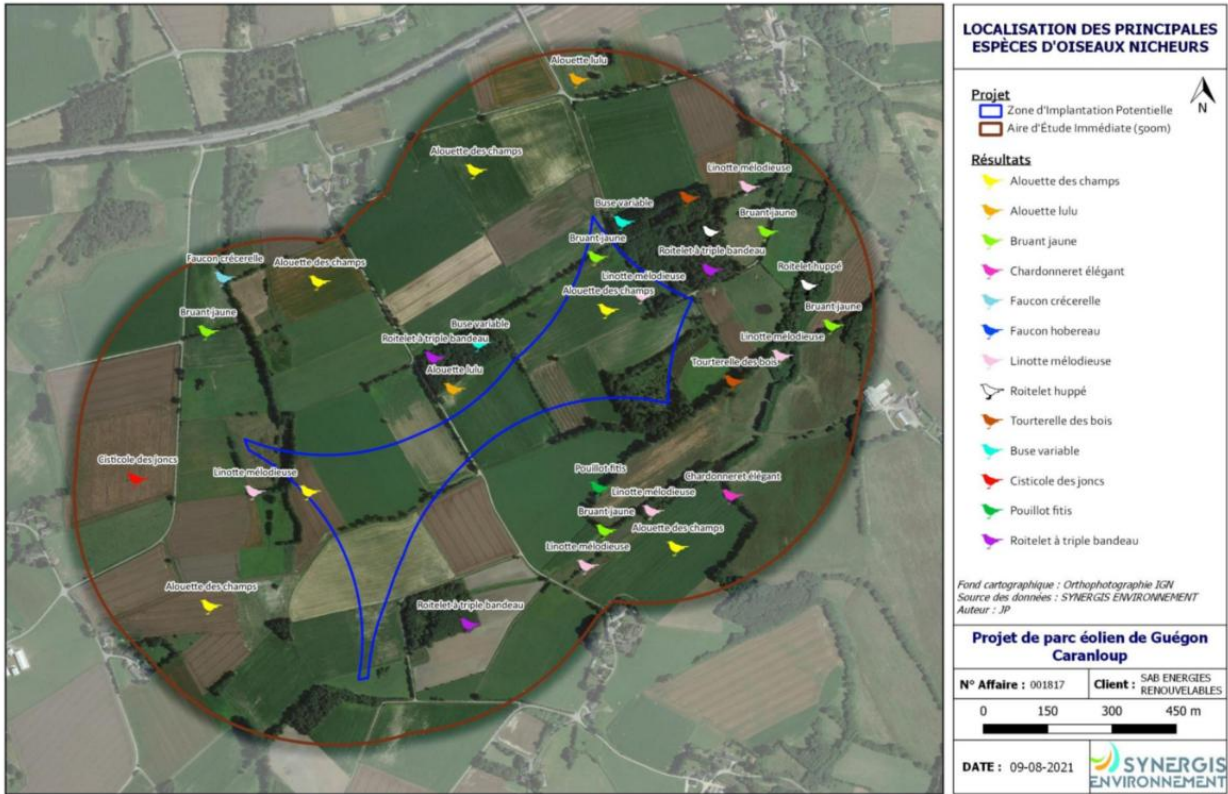 Alouette lulu
Alouette des champs
Linotte mélodieuse
Buse variable
Bruant jaune
Bruant jaune
Roitelet à triple bandeau
Faucon crécerelle
Alouette des champs
Linotte mélodieuse
Roitelet huppé
Alouette des champs
Bruant jaune
Bruant jaune
Buse variable
Roitelet à triple bandeau
Linotte mélodieuse
Tourterelle des bois
Alouette lulu
Cisticole des joncs
Linotte mélodieuse
Pouillot fitis
Chardonneret élégant
Linotte mélodieuse
Bruant jaune
Alouette des champs
Linotte mélodieuse
Alouette des champs
Roitelet à triple bandeau
LOCALISATION DES PRINCIPALES
ESPÈCES D'OISEAUX NICHEURS
Projet
N
Zone d'Implantation Potentielle
Aire d'Étude Immédiate (500m)
Résultats
Alouette des champs
Alouette lulu
Bruant jaune
Chardonneret élégant
Faucon crécerelle
Faucon hobereau
Linotte mélodieuse
Roitelet huppé
Tourterelle des bois
Buse variable
Cisticole des joncs
Pouillot fitis
Roitelet à triple bandeau
Fond cartographique : Orthophotographie IGN
Source des données : SYNERGIS ENVIRONNEMENT
Auteur : JP
Projet de parc éolien de Guégon
Caranloup
N° Affaire : 001817
Client : SAB ENERGIES
RENOUVELABLES
0 150 300 450 m
DATE : 09-08-2021
SYNERGIS
ENVIRONNEMENT